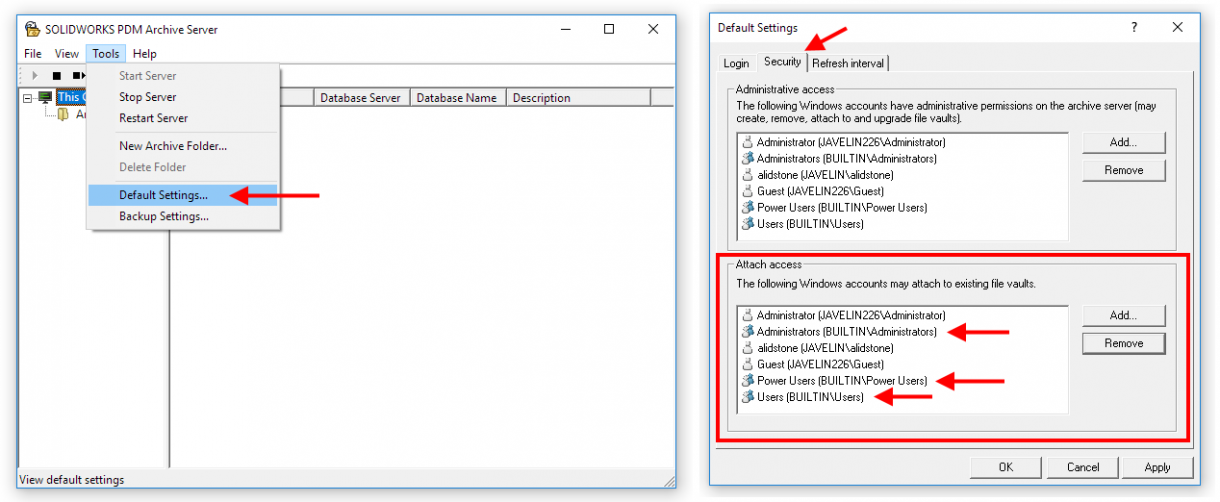 SOLIDWORKS PDM Archive Server
File View Tools Help
Start Server
This C Database Server Database Name Description
Stop Server
Restart Server
New Archive Folder...
Delete Folder
Default Settings...
Backup Settings...
View default settings
Default Settings
Login Security Refresh interval
Administrative access
The following Windows accounts have administrative permissions on the archive server (may
create, remove, attach to and upgrade file vaults).
Administrator (JAVELIN226\Administrator)
Administrators (BUILTIN\Administrators)
alidstone (JAVELIN\alidstone)
Guest (JAVELIN226\Guest)
Power Users (BUILTIN\Power Users)
Users (BUILTIN\Users)
Add...
Remove
Attach access
The following Windows accounts may attach to existing file vaults.
Administrator (JAVELIN226\Administrator)
Administrators (BUILTIN\Administrators)
alidstone (JAVELIN\alidstone)
Guest (JAVELIN226\Guest)
Power Users (BUILTIN\Power Users)
Users (BUILTIN\Users)
Add...
Remove
OK Cancel Apply